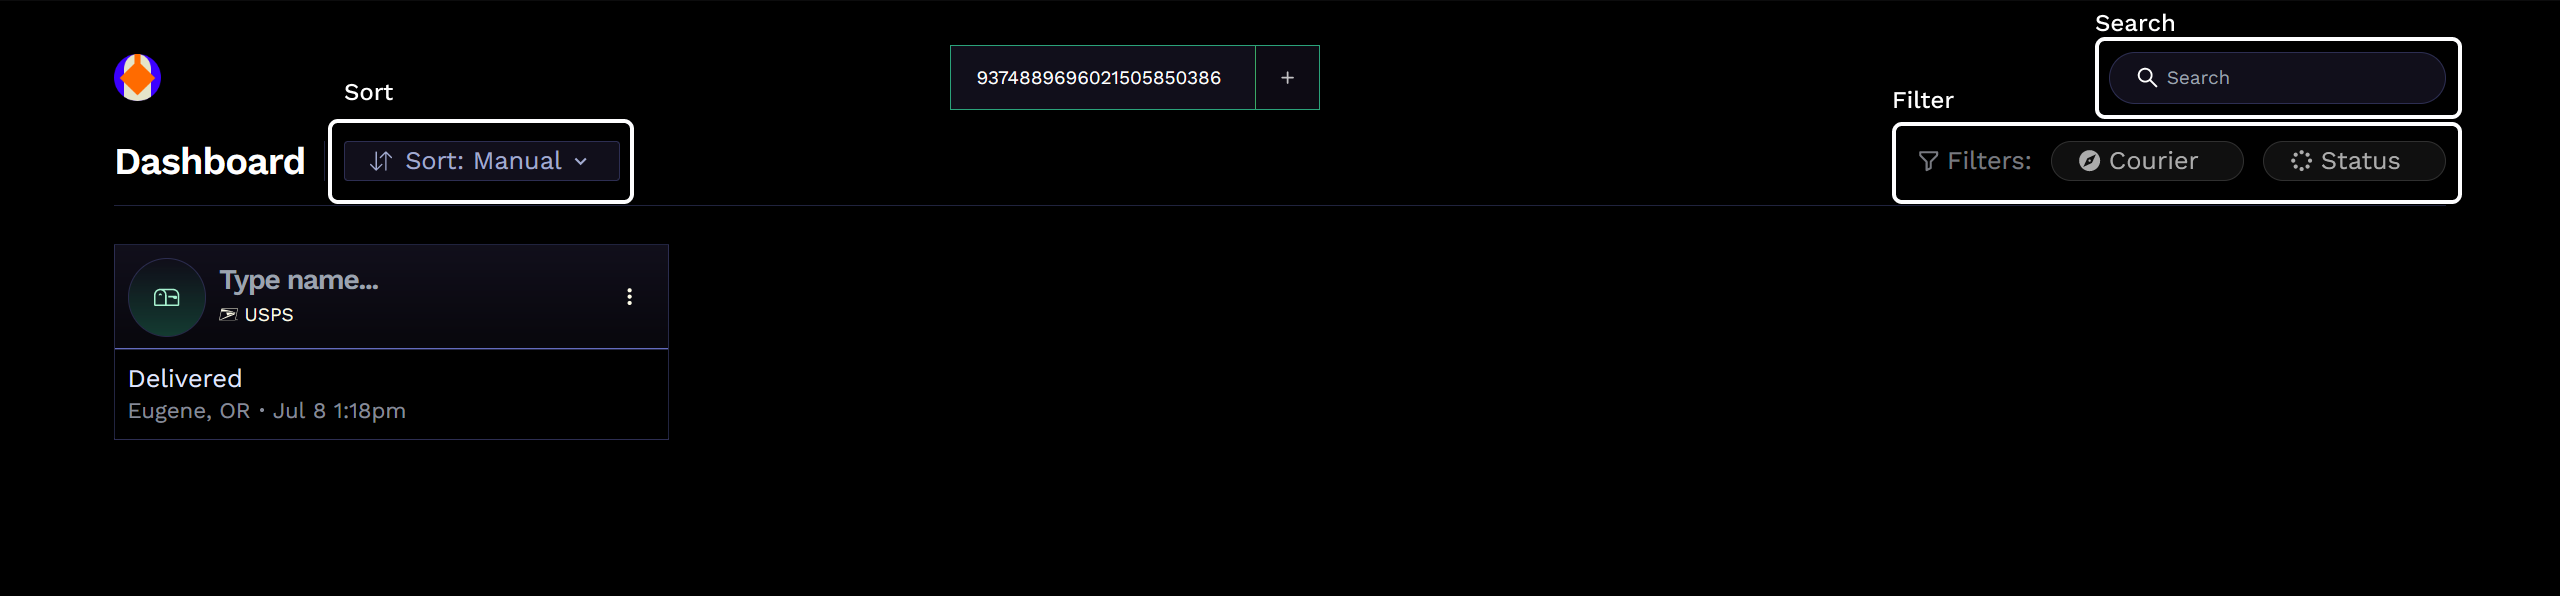 Search
9374889696021505850386 +
Search
Sort
Filter
Dashboard
Sort: Manual
Filters: Courier Status
Type name...
USPS
Delivered
Eugene, OR • Jul 8 1:18pm